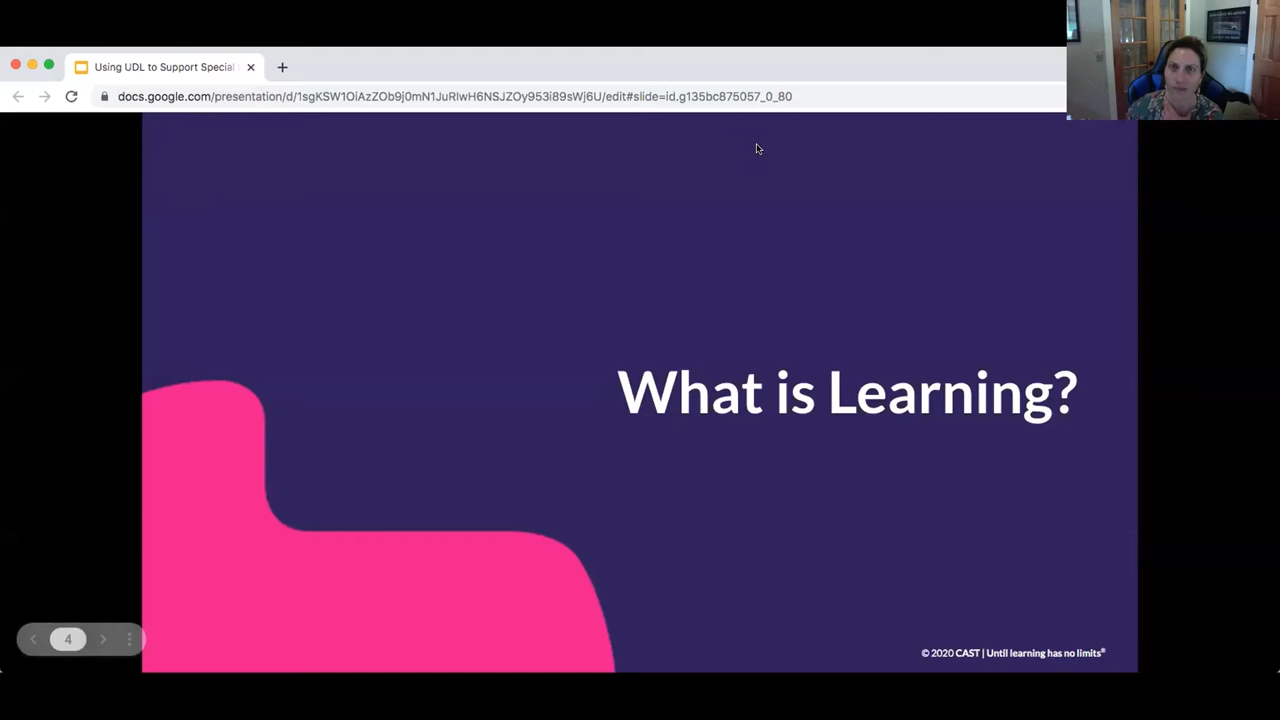 Using UDL to Support Special
docs.google.com/presentation/d/1sgKSW1OiAzZOb9j0mN1JuRlwH6NSJZOy953i89sWj6U/edit#slide=id.g135bc875057_0_80
What is Learning?
4
© 2020 CAST | Until learning has no limits®